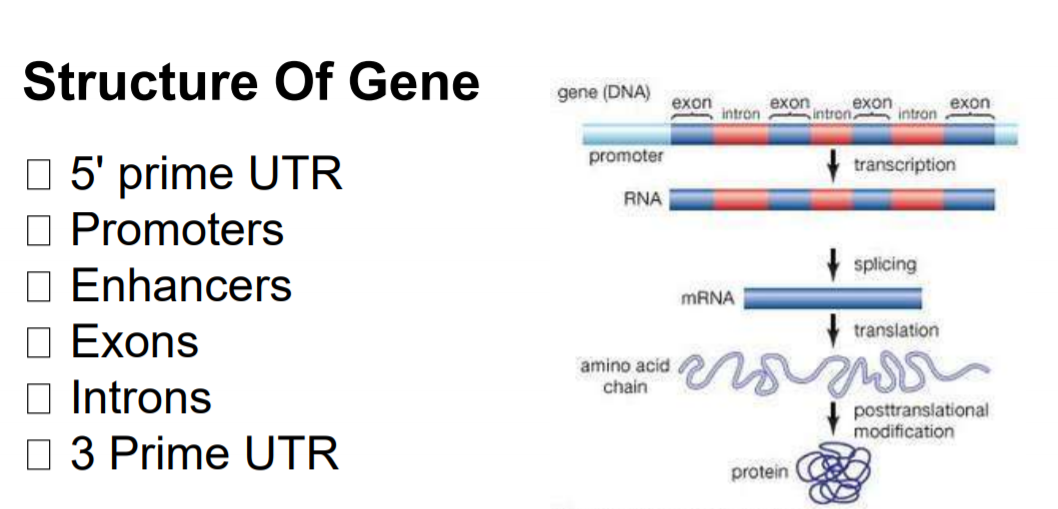 Structure Of Gene
5' prime UTR
Promoters
Enhancers
Exons
Introns
3 Prime UTR
gene (DNA)
exon intron exon intron exon intron exon
promoter
transcription
RNA
splicing
mRNA
translation
amino acid
chain
posttranslational
modification
protein